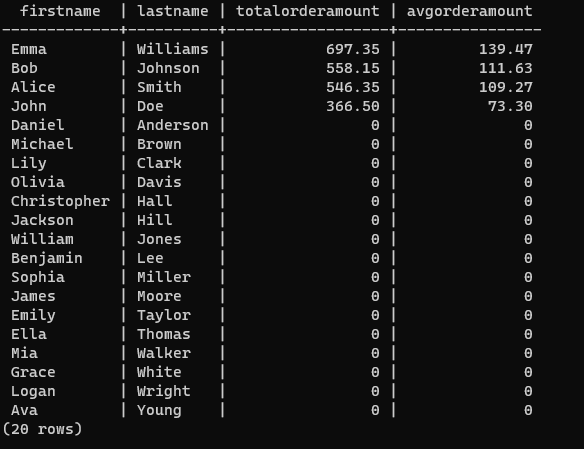 firstname  | lastname | totalorderamount | avgorderamount
-------------+----------+------------------+----------------
 Emma        | Williams |           697.35 |         139.47
 Bob         | Johnson  |           558.15 |         111.63
 Alice       | Smith    |           546.35 |         109.27
 John        | Doe      |           366.50 |          73.30
 Daniel      | Anderson |                0 |              0
 Michael     | Brown    |                0 |              0
 Lily        | Clark    |                0 |              0
 Olivia      | Davis    |                0 |              0
 Christopher | Hall     |                0 |              0
 Jackson     | Hill     |                0 |              0
 William     | Jones    |                0 |              0
 Benjamin    | Lee      |                0 |              0
 Sophia      | Miller   |                0 |              0
 James       | Moore    |                0 |              0
 Emily       | Taylor   |                0 |              0
 Ella        | Thomas   |                0 |              0
 Mia         | Walker   |                0 |              0
 Grace       | White    |                0 |              0
 Logan       | Wright   |                0 |              0
 Ava         | Young    |                0 |              0
(20 rows)